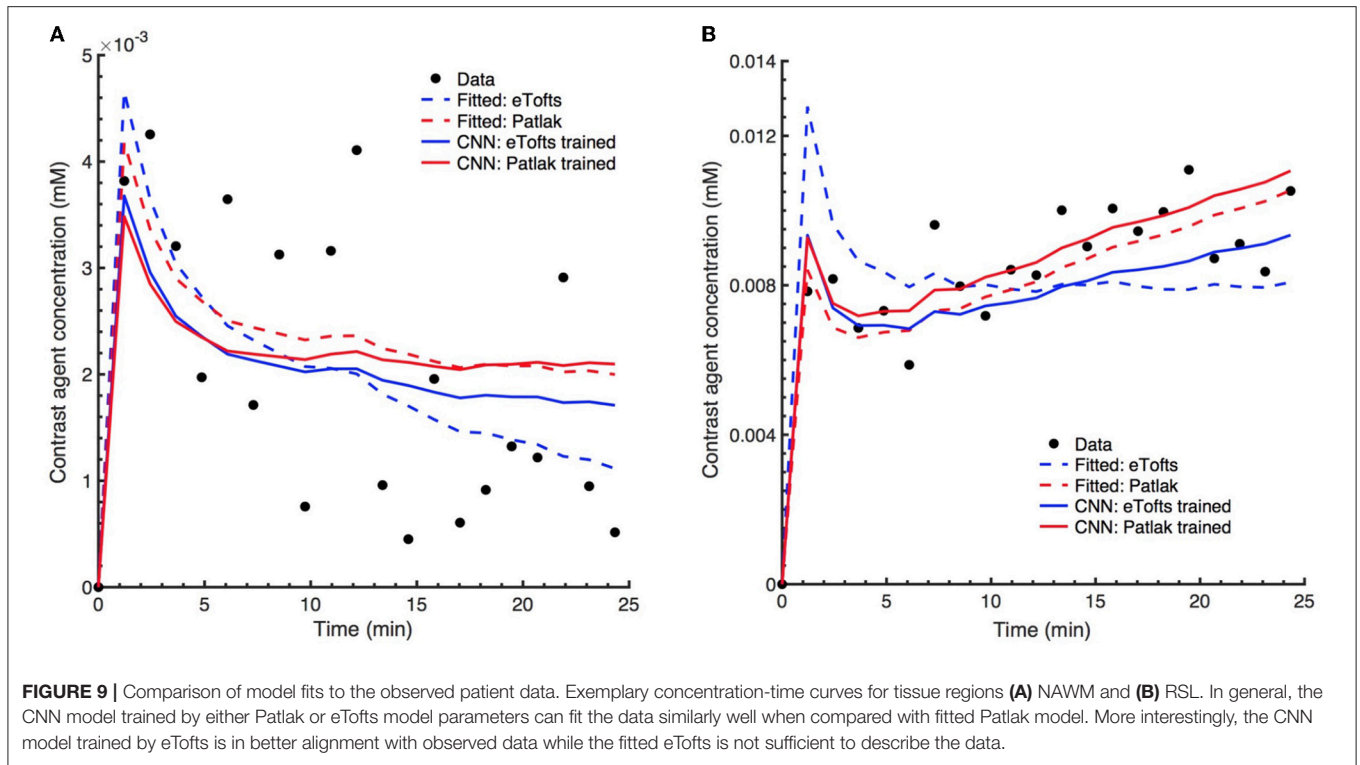 A
×10⁻³
5
4
3
2
1
0
0 5 10 15 20 25
Time (min)
Contrast agent concentration (mM)
Data
Fitted: eTofts
Fitted: Patlak
CNN: eTofts trained
CNN: Patlak trained
B
0.014
0.012
0.008
0.004
0
0 5 10 15 20 25
Time (min)
Contrast agent concentration (mM)
Data
Fitted: eTofts
Fitted: Patlak
CNN: eTofts trained
CNN: Patlak trained
FIGURE 9 | Comparison of model fits to the observed patient data. Exemplary concentration-time curves for tissue regions (A) NAWM and (B) RSL. In general, the
CNN model trained by either Patlak or eTofts model parameters can fit the data similarly well when compared with fitted Patlak model. More interestingly, the CNN
model trained by eTofts is in better alignment with observed data while the fitted eTofts is not sufficient to describe the data.